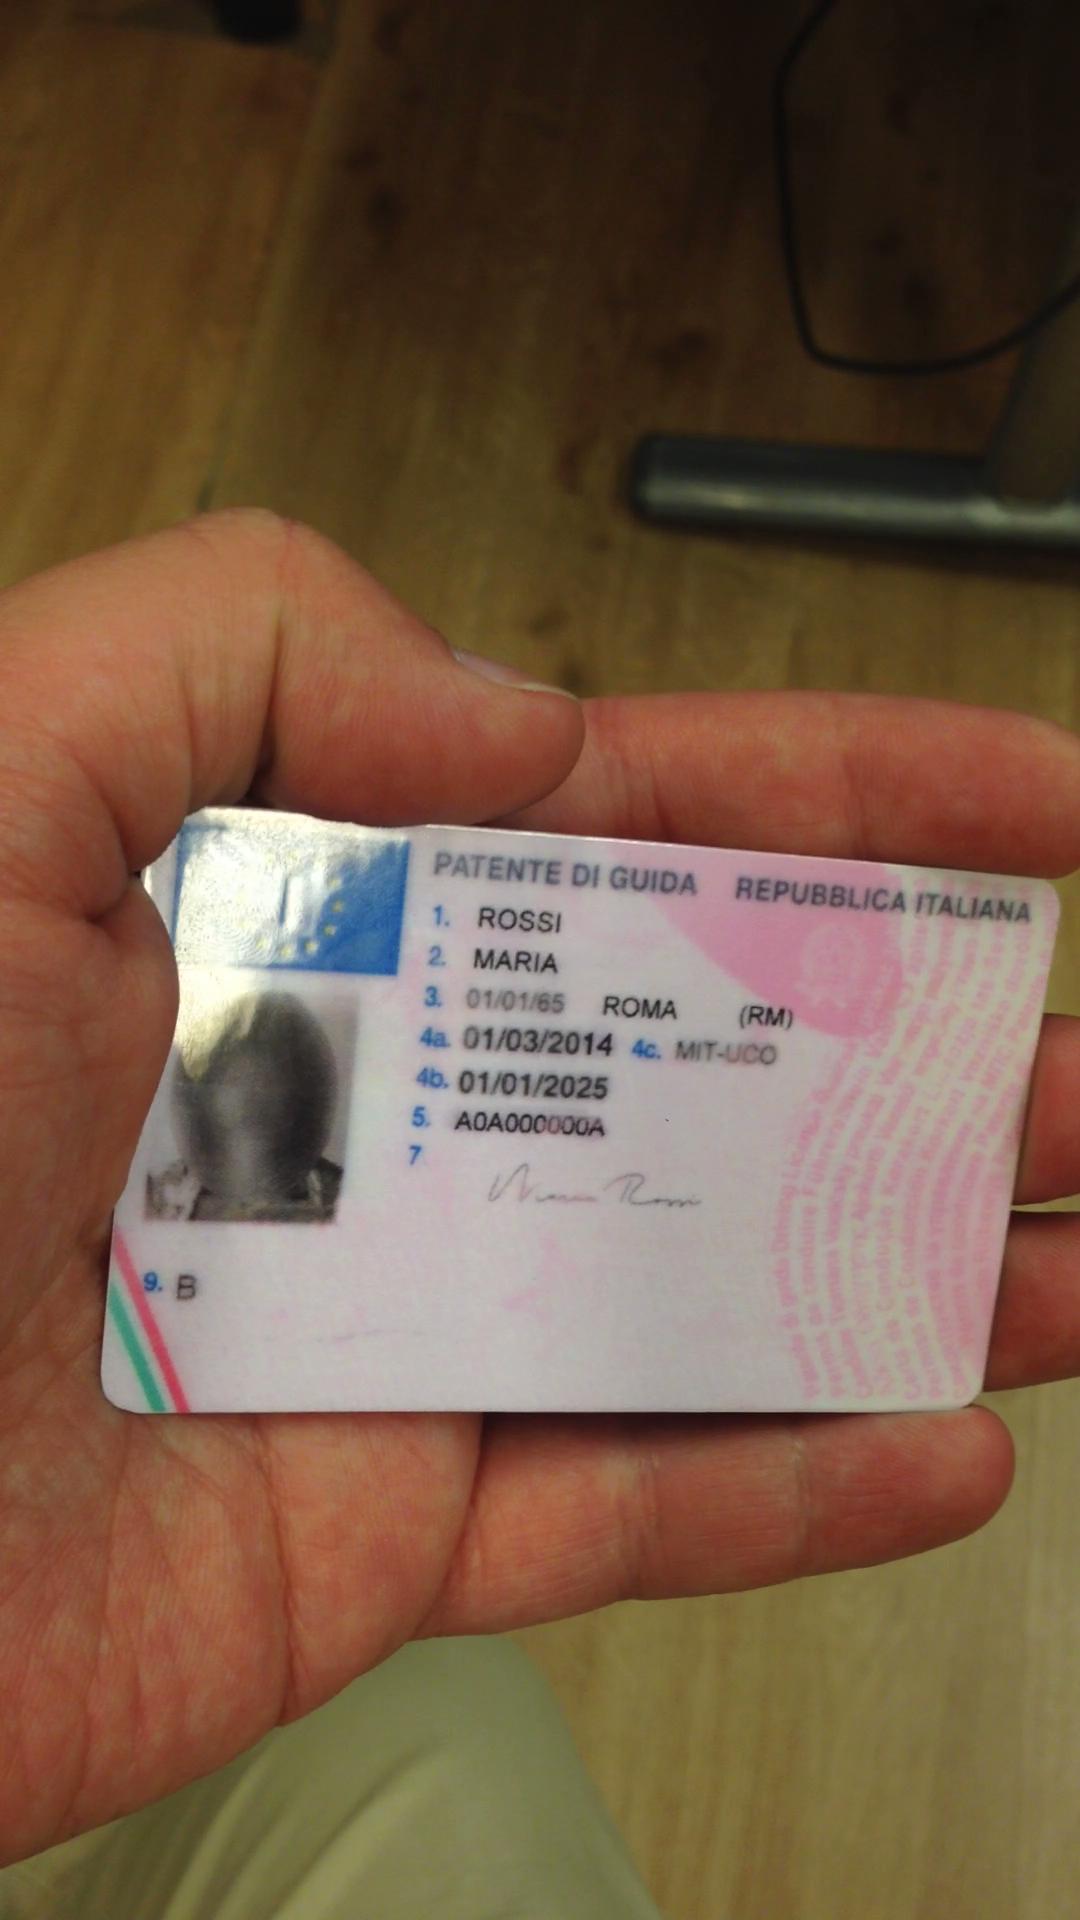 PATENTE DI GUIDA REPUBBLICA ITALIANA
1. ROSSI
2. MARIA
3. 01/01/65 ROMA (RM)
4a. 01/03/2014 4c. MIT-UCO
4b. 01/01/2025
5. A0A000000A
7
Maria Rossi
9. B